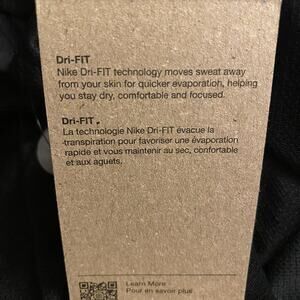 Dri-FIT
Nike Dri-FIT technology moves sweat away
from your skin for quicker evaporation, helping
you stay dry, comfortable and focused.
Dri-FIT
La technologie Nike Dri-FIT évacue la
transpiration pour favoriser une évaporation
rapide et vous maintenir au sec, confortable
et aux aguets.
Learn More
Pour en savoir plus